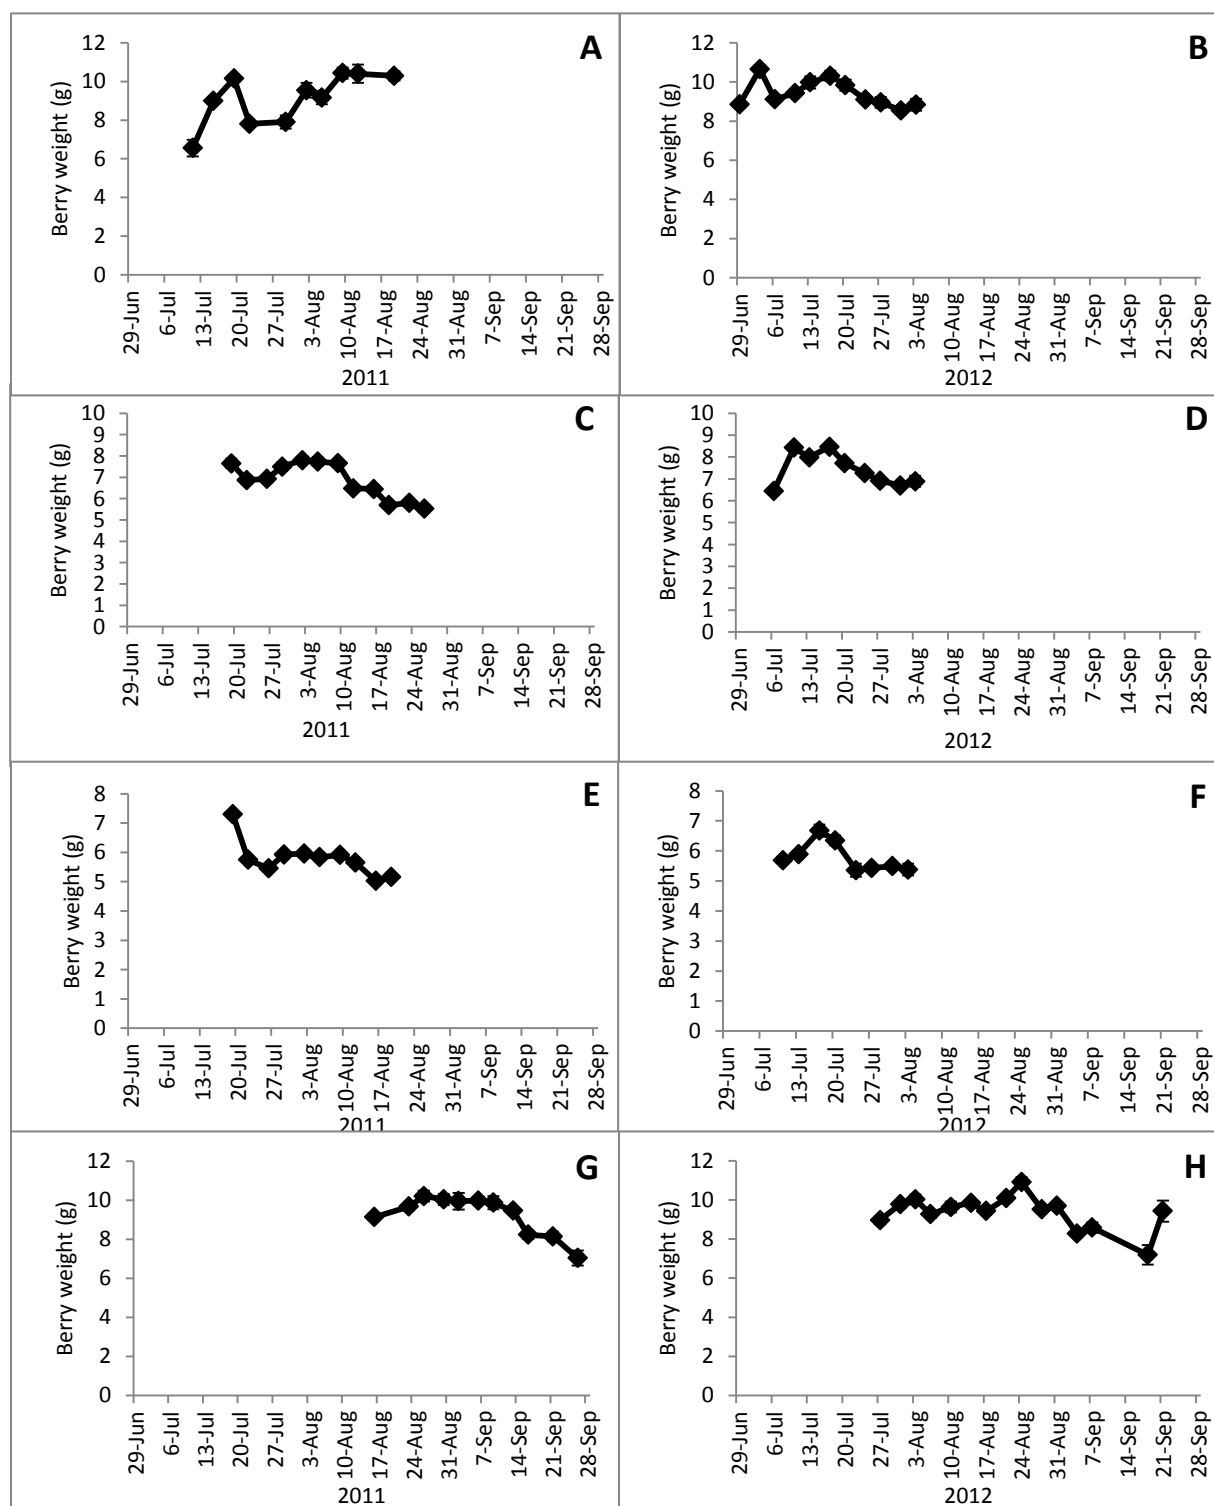 A
Berry weight (g)
12
10
8
6
4
2
0
29-Jun
6-Jul
13-Jul
20-Jul
27-Jul
3-Aug
10-Aug
17-Aug
24-Aug
31-Aug
7-Sep
14-Sep
21-Sep
28-Sep
2011
B
Berry weight (g)
12
10
8
6
4
2
0
29-Jun
6-Jul
13-Jul
20-Jul
27-Jul
3-Aug
10-Aug
17-Aug
24-Aug
31-Aug
7-Sep
14-Sep
21-Sep
28-Sep
2012
C
Berry weight (g)
10
9
8
7
6
5
4
3
2
1
0
29-Jun
6-Jul
13-Jul
20-Jul
27-Jul
3-Aug
10-Aug
17-Aug
24-Aug
31-Aug
7-Sep
14-Sep
21-Sep
28-Sep
2011
D
Berry weight (g)
10
9
8
7
6
5
4
3
2
1
0
29-Jun
6-Jul
13-Jul
20-Jul
27-Jul
3-Aug
10-Aug
17-Aug
24-Aug
31-Aug
7-Sep
14-Sep
21-Sep
28-Sep
2012
E
Berry weight (g)
8
7
6
5
4
3
2
1
0
29-Jun
6-Jul
13-Jul
20-Jul
27-Jul
3-Aug
10-Aug
17-Aug
24-Aug
31-Aug
7-Sep
14-Sep
21-Sep
28-Sep
2011
F
Berry weight (g)
8
7
6
5
4
3
2
1
0
29-Jun
6-Jul
13-Jul
20-Jul
27-Jul
3-Aug
10-Aug
17-Aug
24-Aug
31-Aug
7-Sep
14-Sep
21-Sep
28-Sep
2012
G
Berry weight (g)
12
10
8
6
4
2
0
29-Jun
6-Jul
13-Jul
20-Jul
27-Jul
3-Aug
10-Aug
17-Aug
24-Aug
31-Aug
7-Sep
14-Sep
21-Sep
28-Sep
2011
H
Berry weight (g)
12
10
8
6
4
2
0
29-Jun
6-Jul
13-Jul
20-Jul
27-Jul
3-Aug
10-Aug
17-Aug
24-Aug
31-Aug
7-Sep
14-Sep
21-Sep
28-Sep
2012